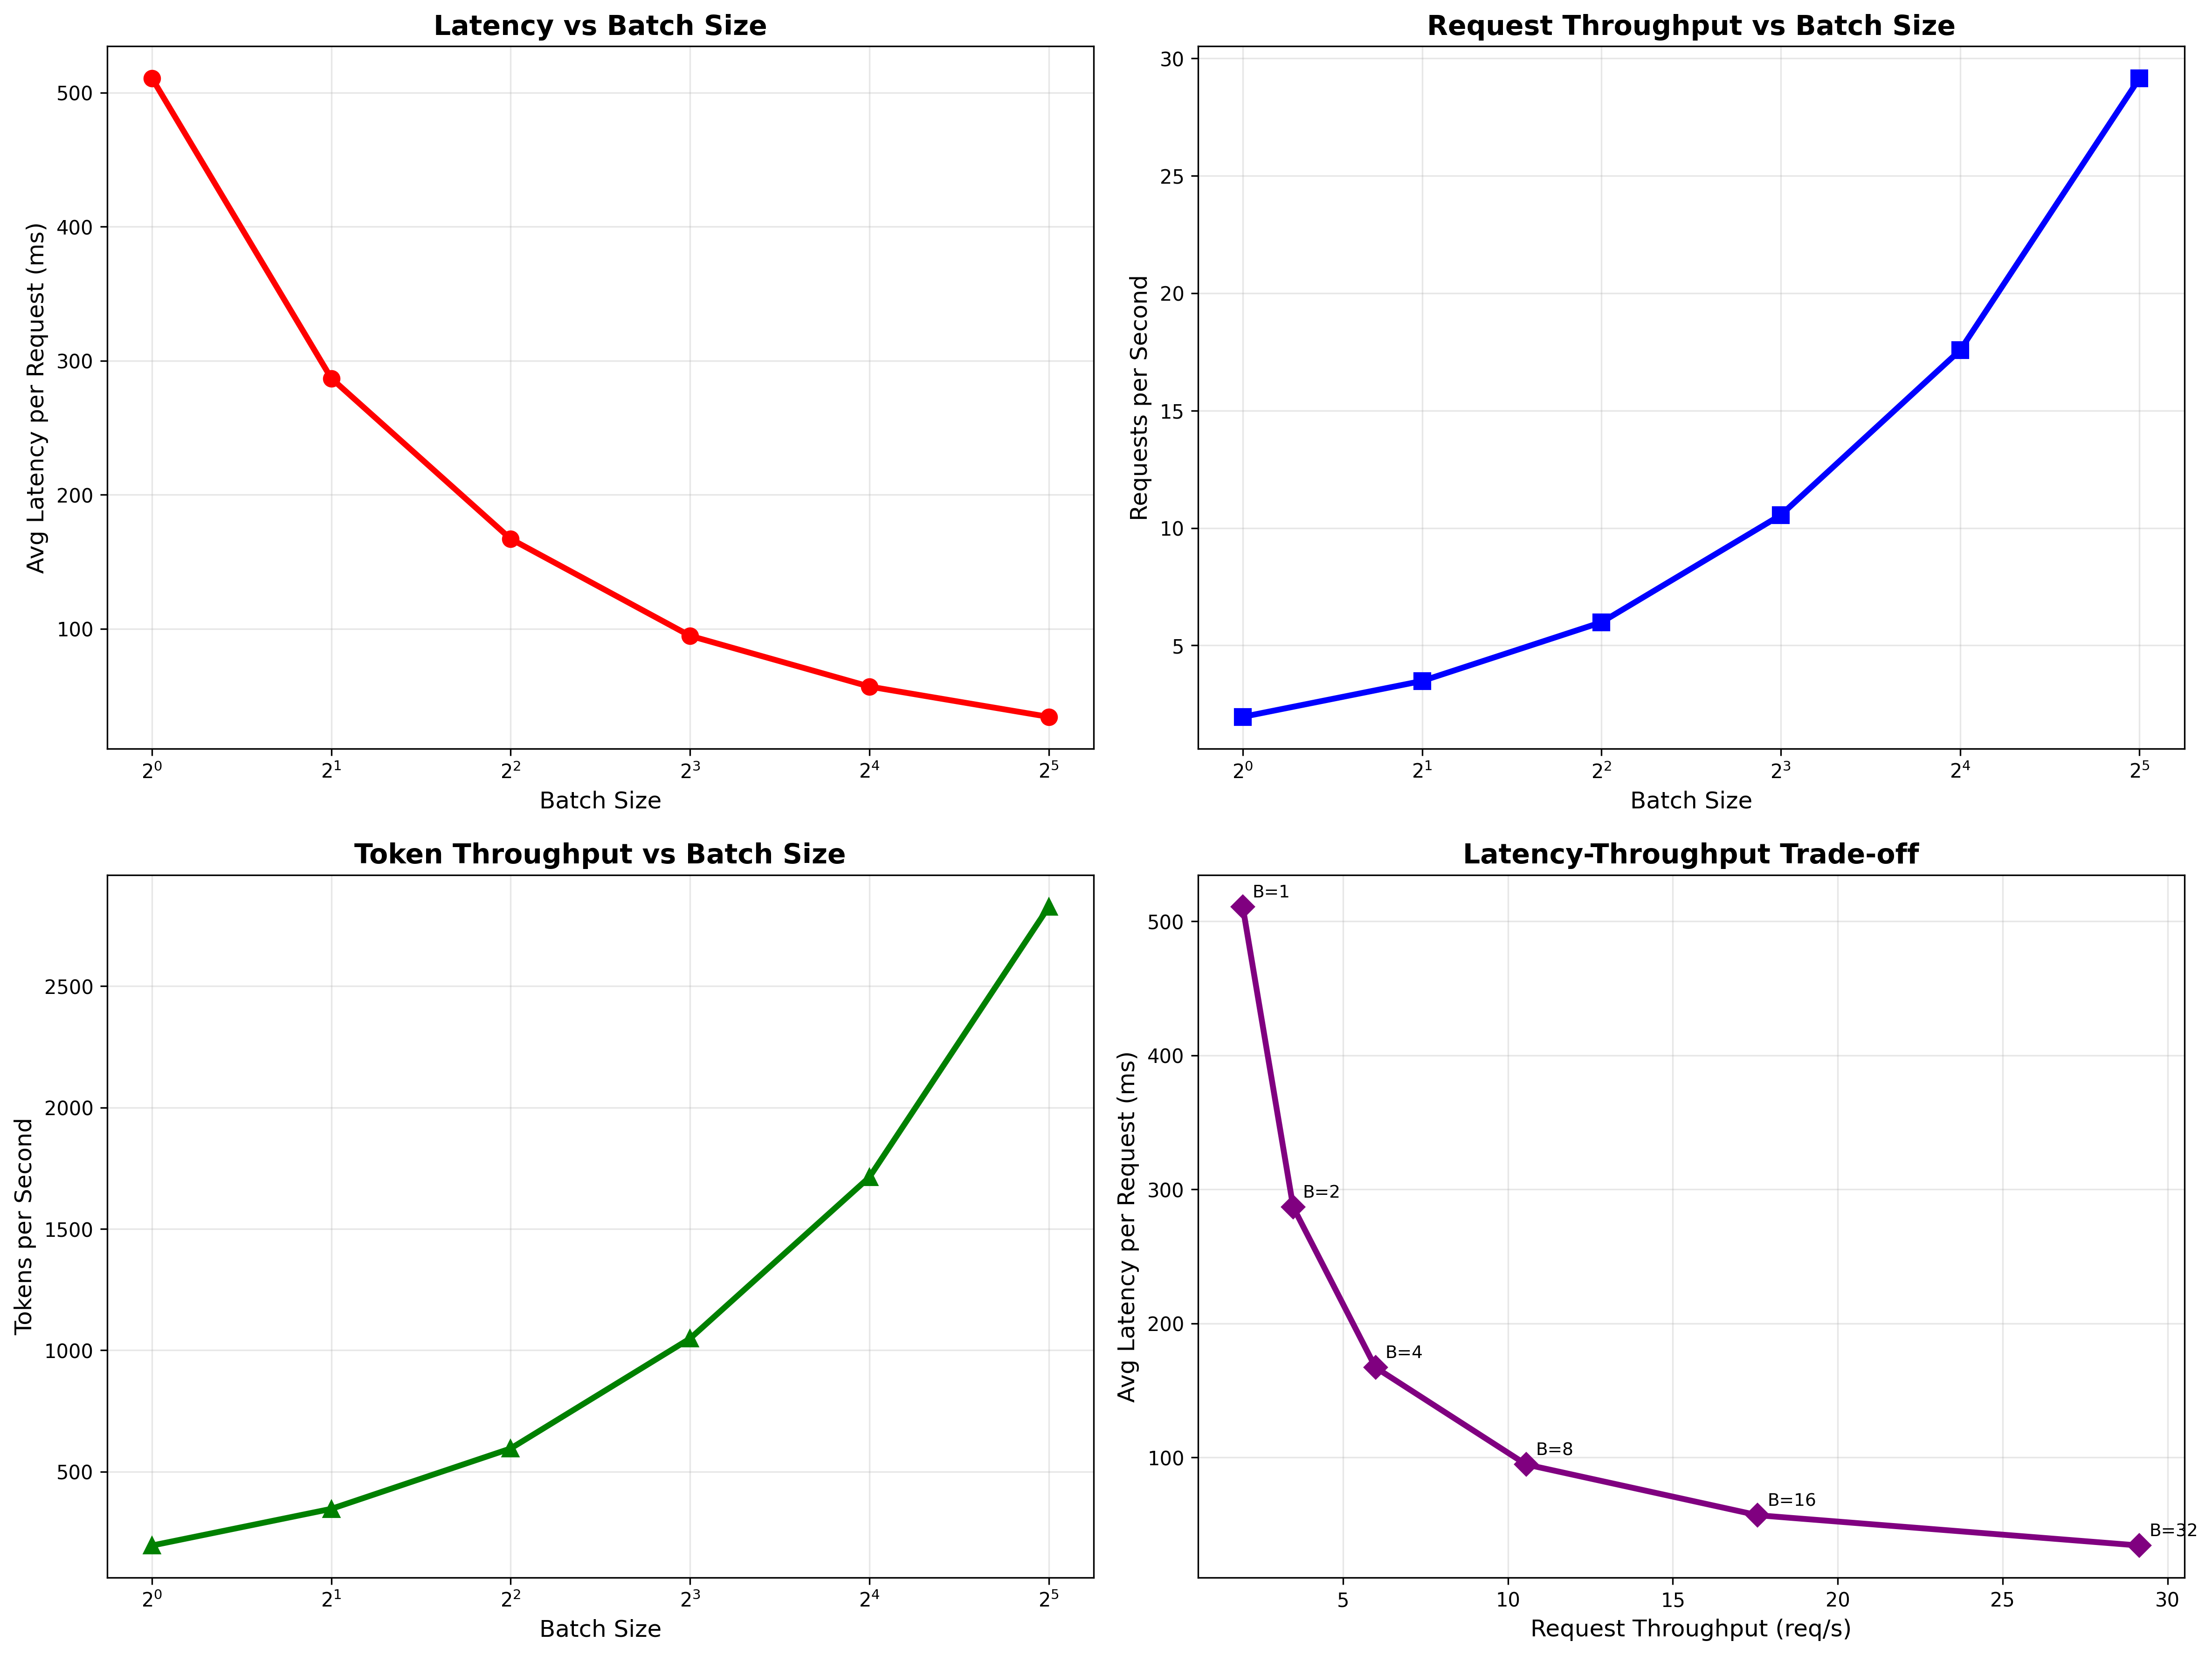 Latency vs Batch Size
Avg Latency per Request (ms)
500
400
300
200
100
2⁰ 2¹ 2² 2³ 2⁴ 2⁵
Batch Size
Request Throughput vs Batch Size
Requests per Second
30
25
20
15
10
5
2⁰ 2¹ 2² 2³ 2⁴ 2⁵
Batch Size
Token Throughput vs Batch Size
Tokens per Second
2500
2000
1500
1000
500
2⁰ 2¹ 2² 2³ 2⁴ 2⁵
Batch Size
Latency-Throughput Trade-off
Avg Latency per Request (ms)
500
400
300
200
100
B=1
B=2
B=4
B=8
B=16
B=32
5 10 15 20 25 30
Request Throughput (req/s)